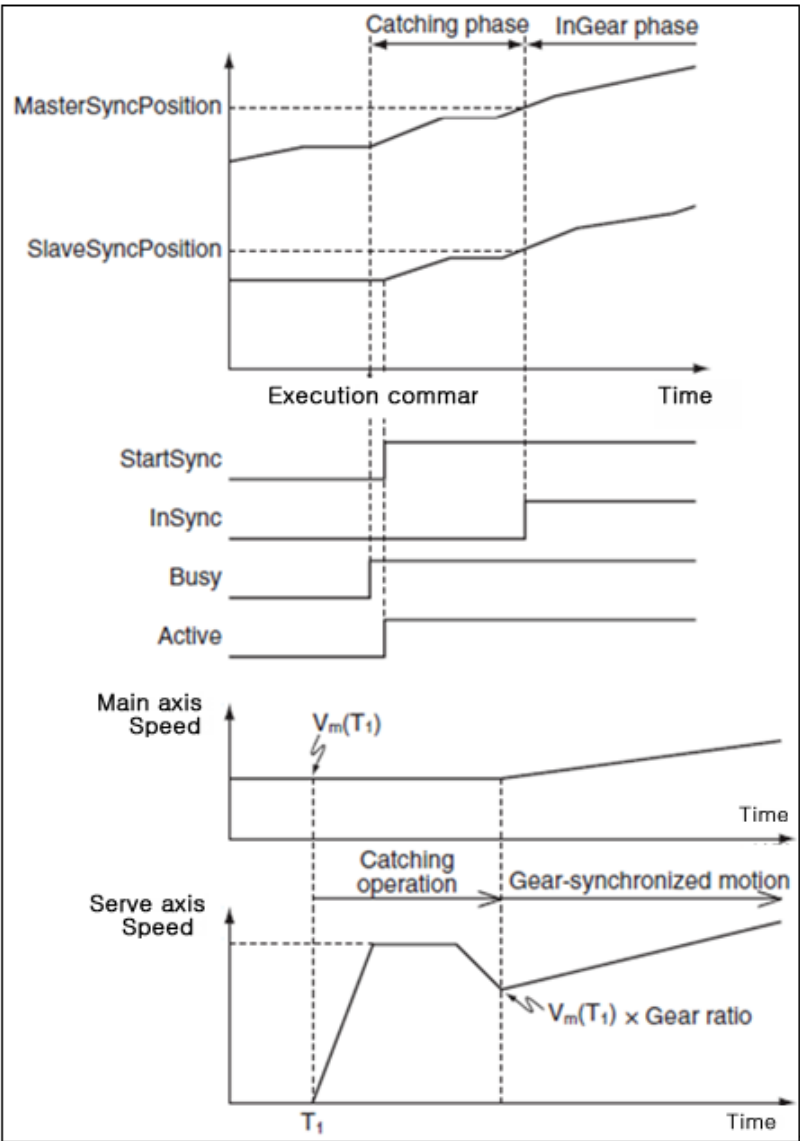 Catching phase
InGear phase
MasterSyncPosition
SlaveSyncPosition
Execution commar
Time
StartSync
InSync
Busy
Active
Main axis
Speed
Vm(T1)
Time
Catching
operation
Gear-synchronized motion
Serve axis
Speed
Vm(T1) × Gear ratio
T1
Time